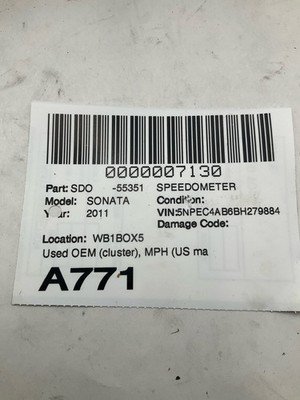 0000007130
Part: SDO -55351 SPEEDOMETER
Model: SONATA Condition:
Year: 2011 VIN:5NPEC4AB6BH279884
Damage Code:
Location: WB1BOX5
Used OEM (cluster), MPH (US ma
A771